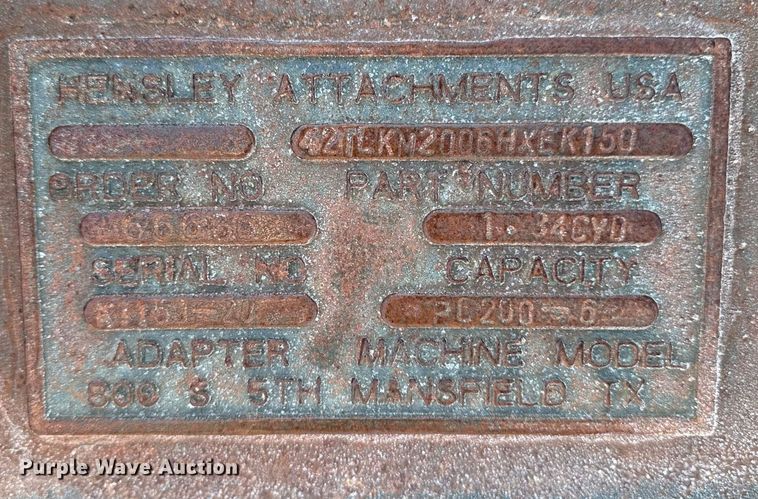 HENSLEY ATTACHMENTS USA
ORDER NO PART NUMBER
1.34CYD
SERIAL NO CAPACITY
PC200-6
ADAPTER MACHINE MODEL
800 S 5TH MANSFIELD TX
Purple Wave Auction